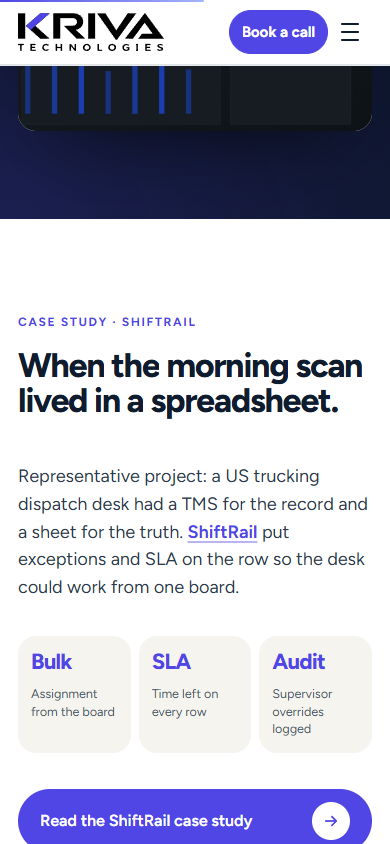 KRIVA
TECHNOLOGIES
Book a call
CASE STUDY · SHIFTRAIL
When the morning scan
lived in a spreadsheet.
Representative project: a US trucking
dispatch desk had a TMS for the record and
a sheet for the truth. ShiftRail put
exceptions and SLA on the row so the desk
could work from one board.
Bulk
Assignment
from the board
SLA
Time left on
every row
Audit
Supervisor
overrides
logged
Read the ShiftRail case study